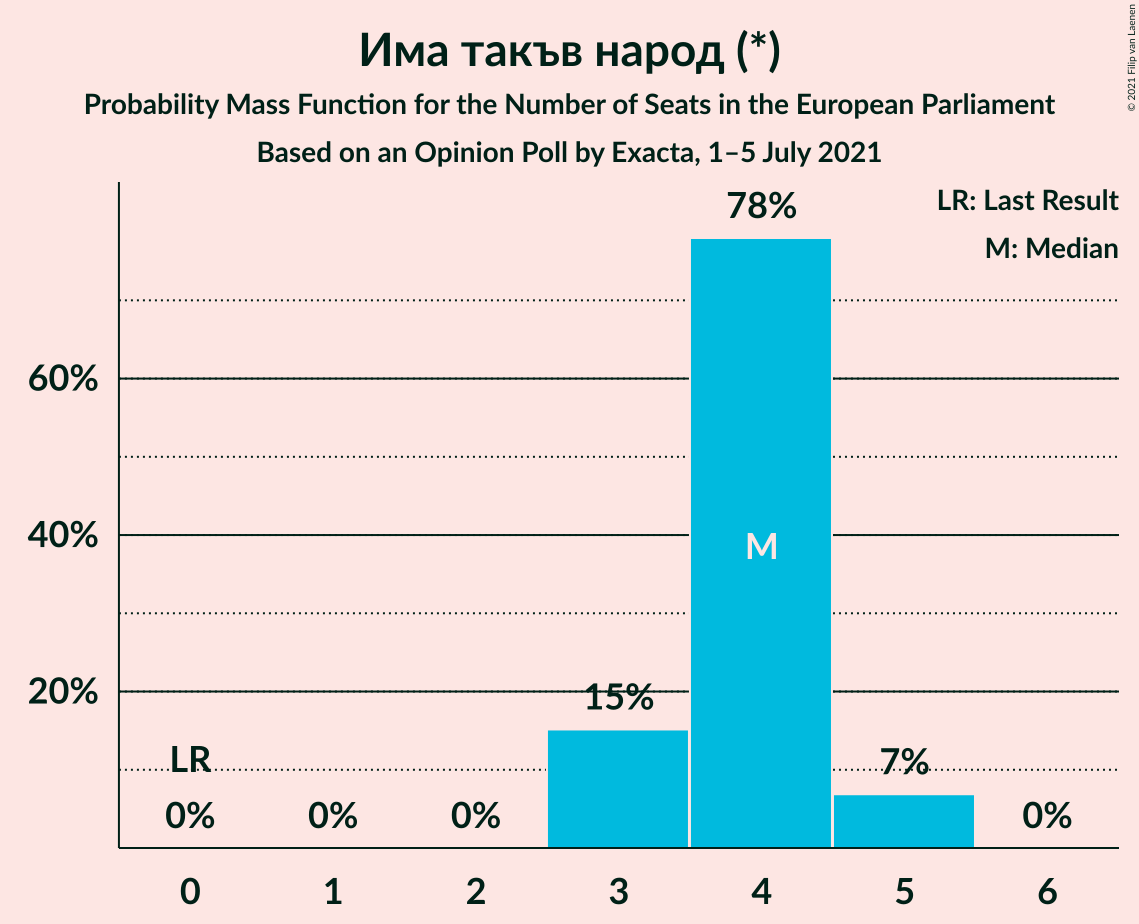 Има такъв народ (*)
Probability Mass Function for the Number of Seats in the European Parliament
Based on an Opinion Poll by Exacta, 1–5 July 2021
© 2021 Filip van Laenen
LR: Last Result
M: Median
78%
60%
40%
M
20%
15%
LR
7%
0% 0% 0% 0%
0 1 2 3 4 5 6